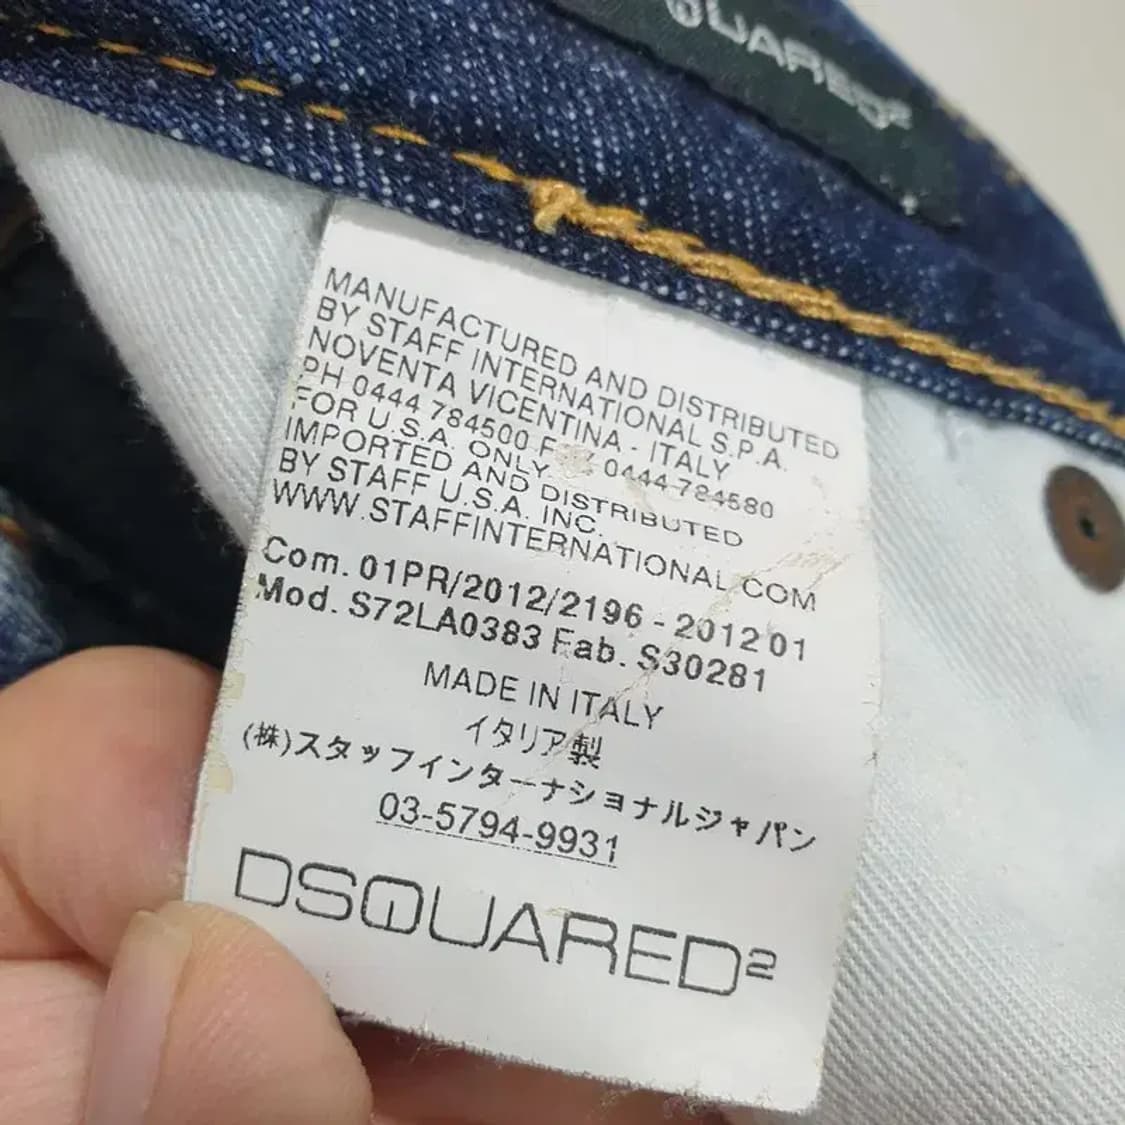 SQUARED²
MANUFACTURED AND DISTRIBUTED
BY STAFF INTERNATIONAL S.P.A.
NOVENTA VICENTINA - ITALY
PH 0444 784500 F 0444 784580
FOR U.S.A. ONLY
IMPORTED AND DISTRIBUTED
BY STAFF U.S.A. INC.
WWW.STAFFINTERNATIONAL.COM
Com. 01PR/2012/2196 - 2012 01
Mod. S72LA0383 Fab. S30281
MADE IN ITALY
イタリア製
(株)スタッフインターナショナルジャパン
03-5794-9931
DSQUARED²